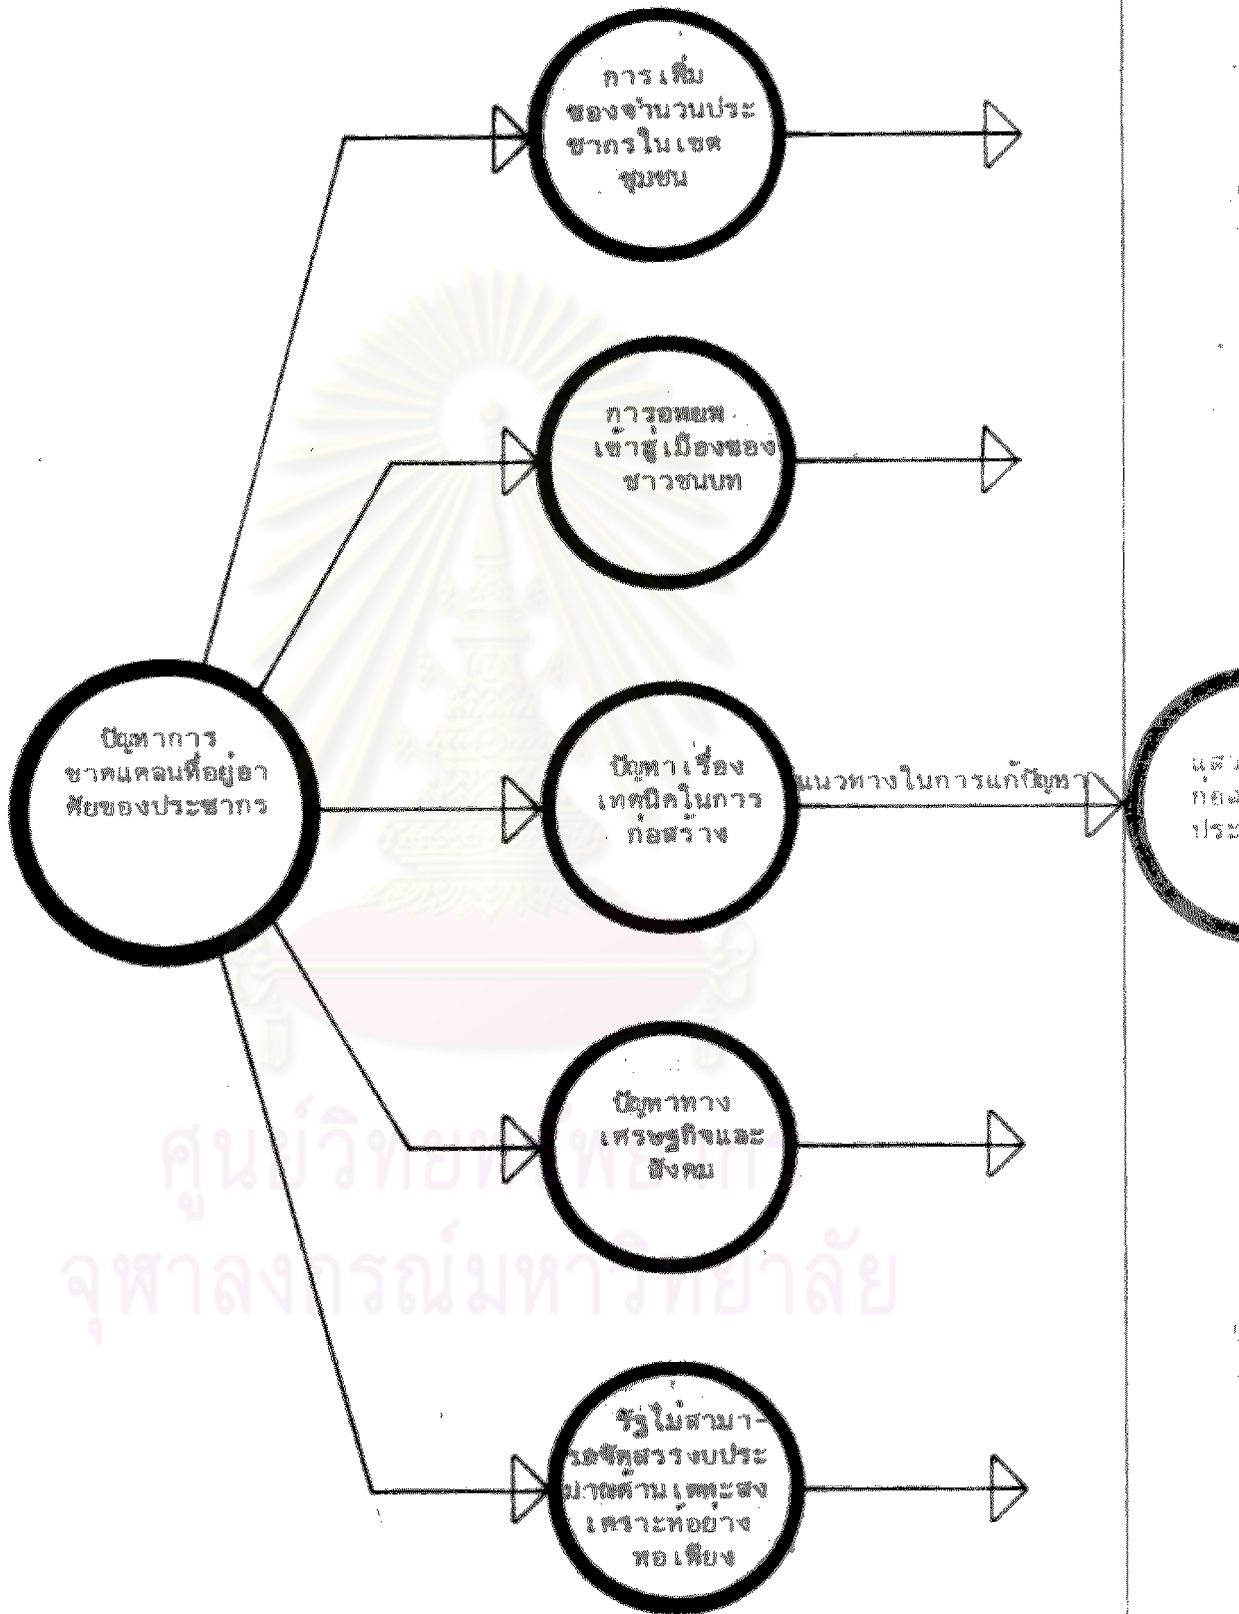 การเพิ่ม
ของจำนวนประ
ชากรในเขต
ชุมชน
การอพยพ
เข้าสู่เมืองของ
ชาวชนบท
ปัญหาการ
ขาดแคลนที่อยู่อา
ศัยของประชากร
ปัญหาเรื่อง
เทคนิคในการ
ก่อสร้าง
แนวทางในการแก้ปัญหา
ประ
ปัญหาทาง
เศรษฐกิจและ
สังคม
ศูนย์วิทยทรัพยากร
จุฬาลงกรณ์มหาวิทยาลัย
รัฐไม่สามา-
รถจัดสรรงบประ
มาณด้านเคหะสง
เคราะห์อย่าง
พอเพียง